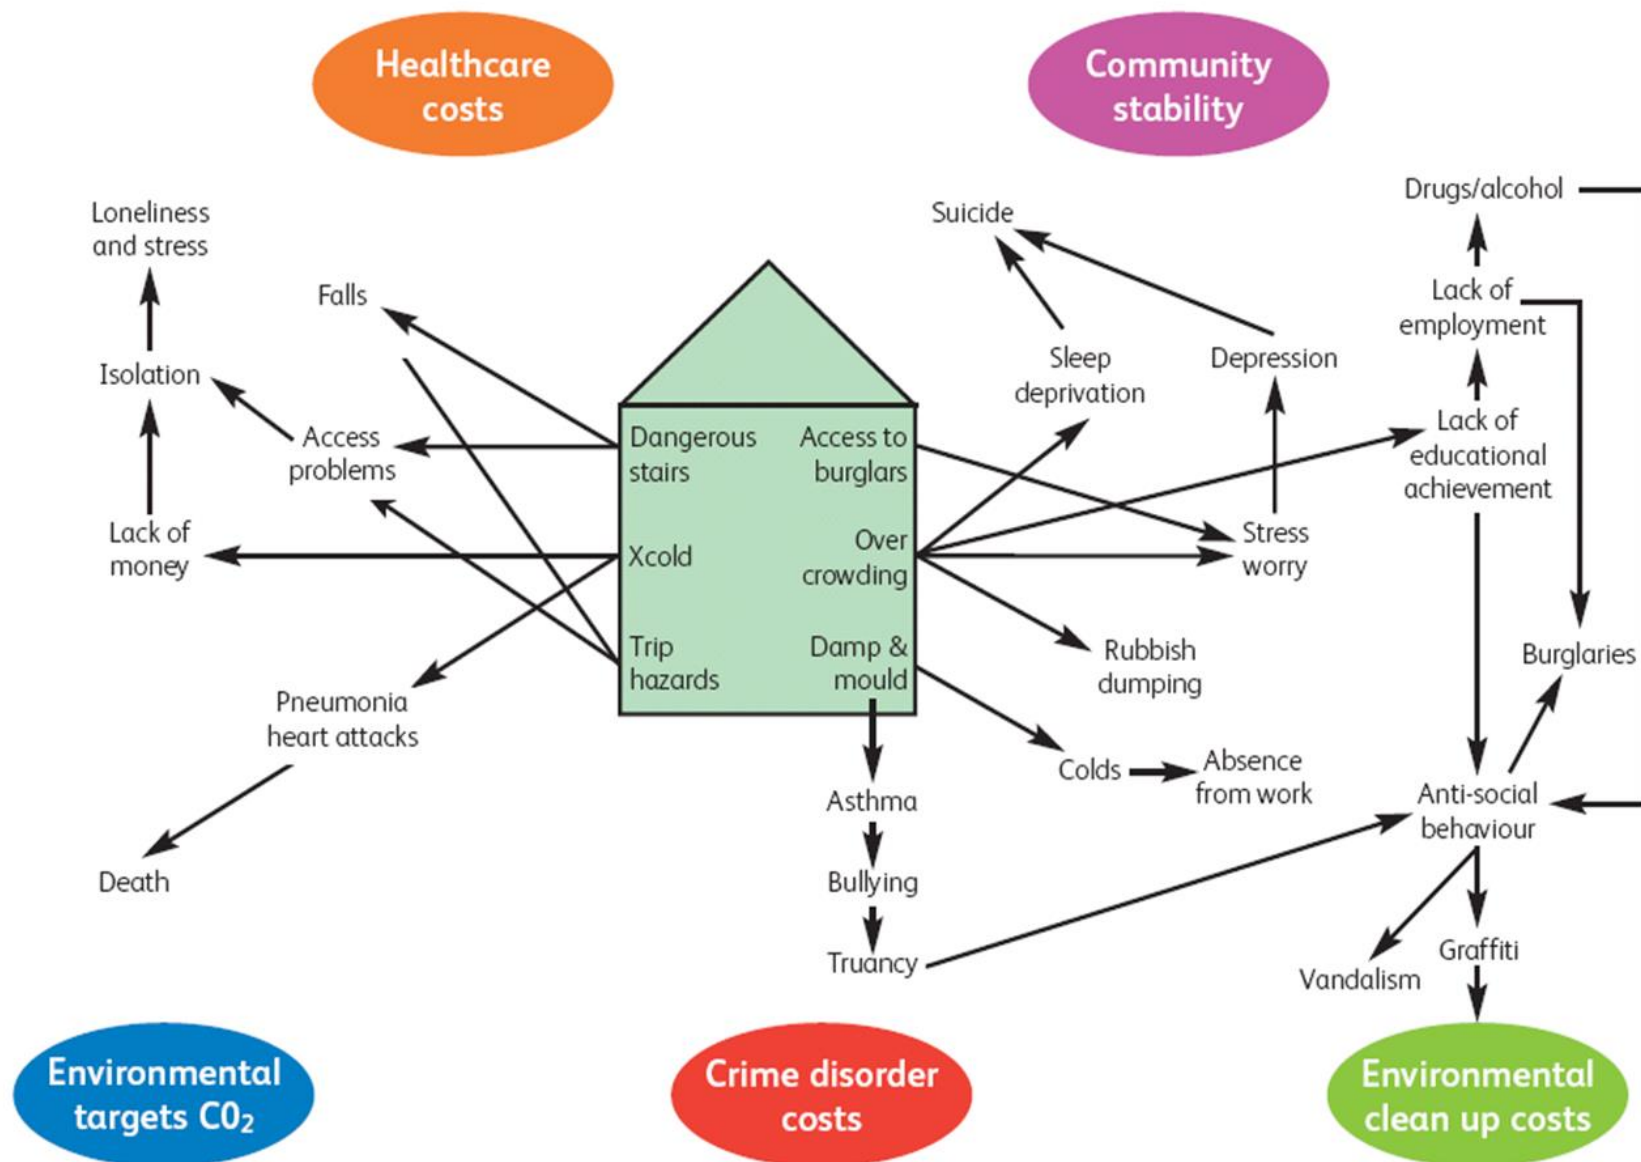 Healthcare
costs
Community
stability
Loneliness
and stress
Falls
Isolation
Access
problems
Lack of
money
Pneumonia
heart attacks
Death
Dangerous
stairs
Xcold
Trip
hazards
Access to
burglars
Over
crowding
Damp &
mould
Asthma
Bullying
Truancy
Suicide
Sleep
deprivation
Depression
Stress
worry
Rubbish
dumping
Colds
Absence
from work
Drugs/alcohol
Lack of
employment
Lack of
educational
achievement
Burglaries
Anti-social
behaviour
Graffiti
Vandalism
Environmental
targets C0₂
Crime disorder
costs
Environmental
clean up costs